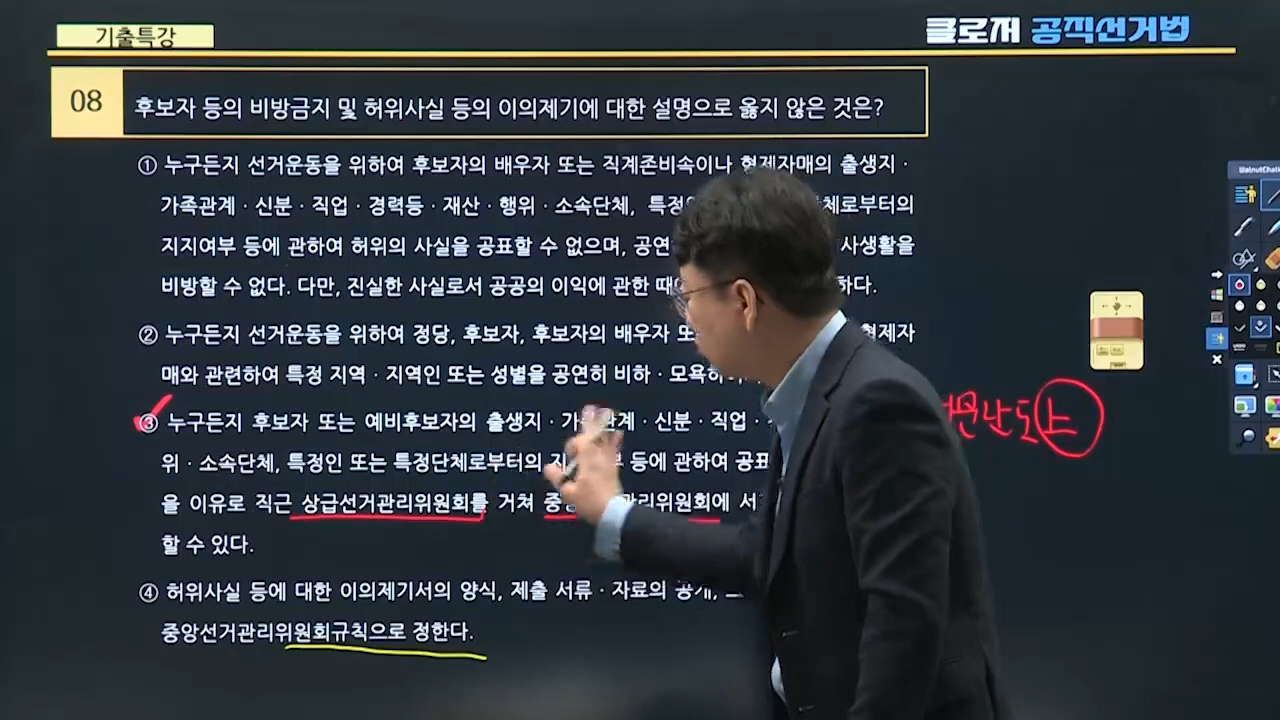 기출특강
클로저 공직선거법
08 후보자 등의 비방금지 및 허위사실 등의 이의제기에 대한 설명으로 옳지 않은 것은?
① 누구든지 선거운동을 위하여 후보자의 배우자 또는 직계존비속이나 형제자매의 출생지 ·
가족관계 · 신분 · 직업 · 경력등 · 재산 · 행위 · 소속단체, 특정인 체로부터의
지지여부 등에 관하여 허위의 사실을 공표할 수 없으며, 공연 사생활을
비방할 수 없다. 다만, 진실한 사실로서 공공의 이익에 관한 때 하다.
② 누구든지 선거운동을 위하여 정당, 후보자, 후보자의 배우자 또 형제자
매와 관련하여 특정 지역 · 지역인 또는 성별을 공연히 비하 · 모욕하
③ 누구든지 후보자 또는 예비후보자의 출생지 · 가족관계 · 신분 · 직업 ·
위 · 소속단체, 특정인 또는 특정단체로부터의 지 부 등에 관하여 공표
을 이유로 직근 상급선거관리위원회를 거쳐 중앙 관리위원회에 서
할 수 있다.
난도 上
④ 허위사실 등에 대한 이의제기서의 양식, 제출 서류 · 자료의 공개,
중앙선거관리위원회규칙으로 정한다.